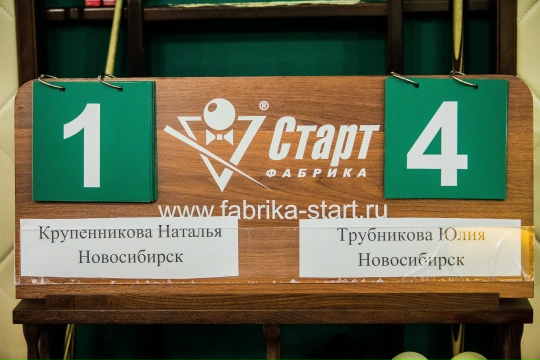 1
4
®
Старт
ФАБРИКА
www.fabrika-start.ru
Крупенникова Наталья
Новосибирск
Трубникова Юлия
Новосибирск